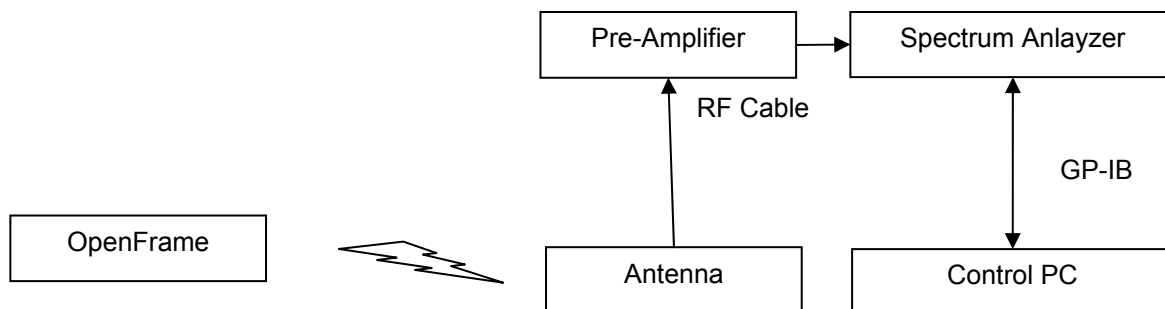 Pre-Amplifier
Spectrum Anlayzer
RF Cable
GP-IB
OpenFrame
Antenna
Control PC